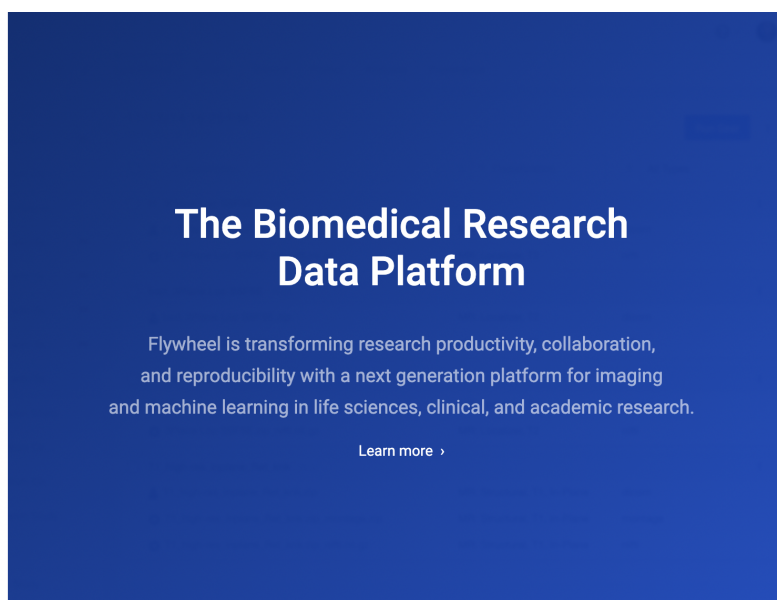 The Biomedical Research
Data Platform
Flywheel is transforming research productivity, collaboration,
and reproducibility with a next generation platform for imaging
and machine learning in life sciences, clinical, and academic research.
Learn more ›